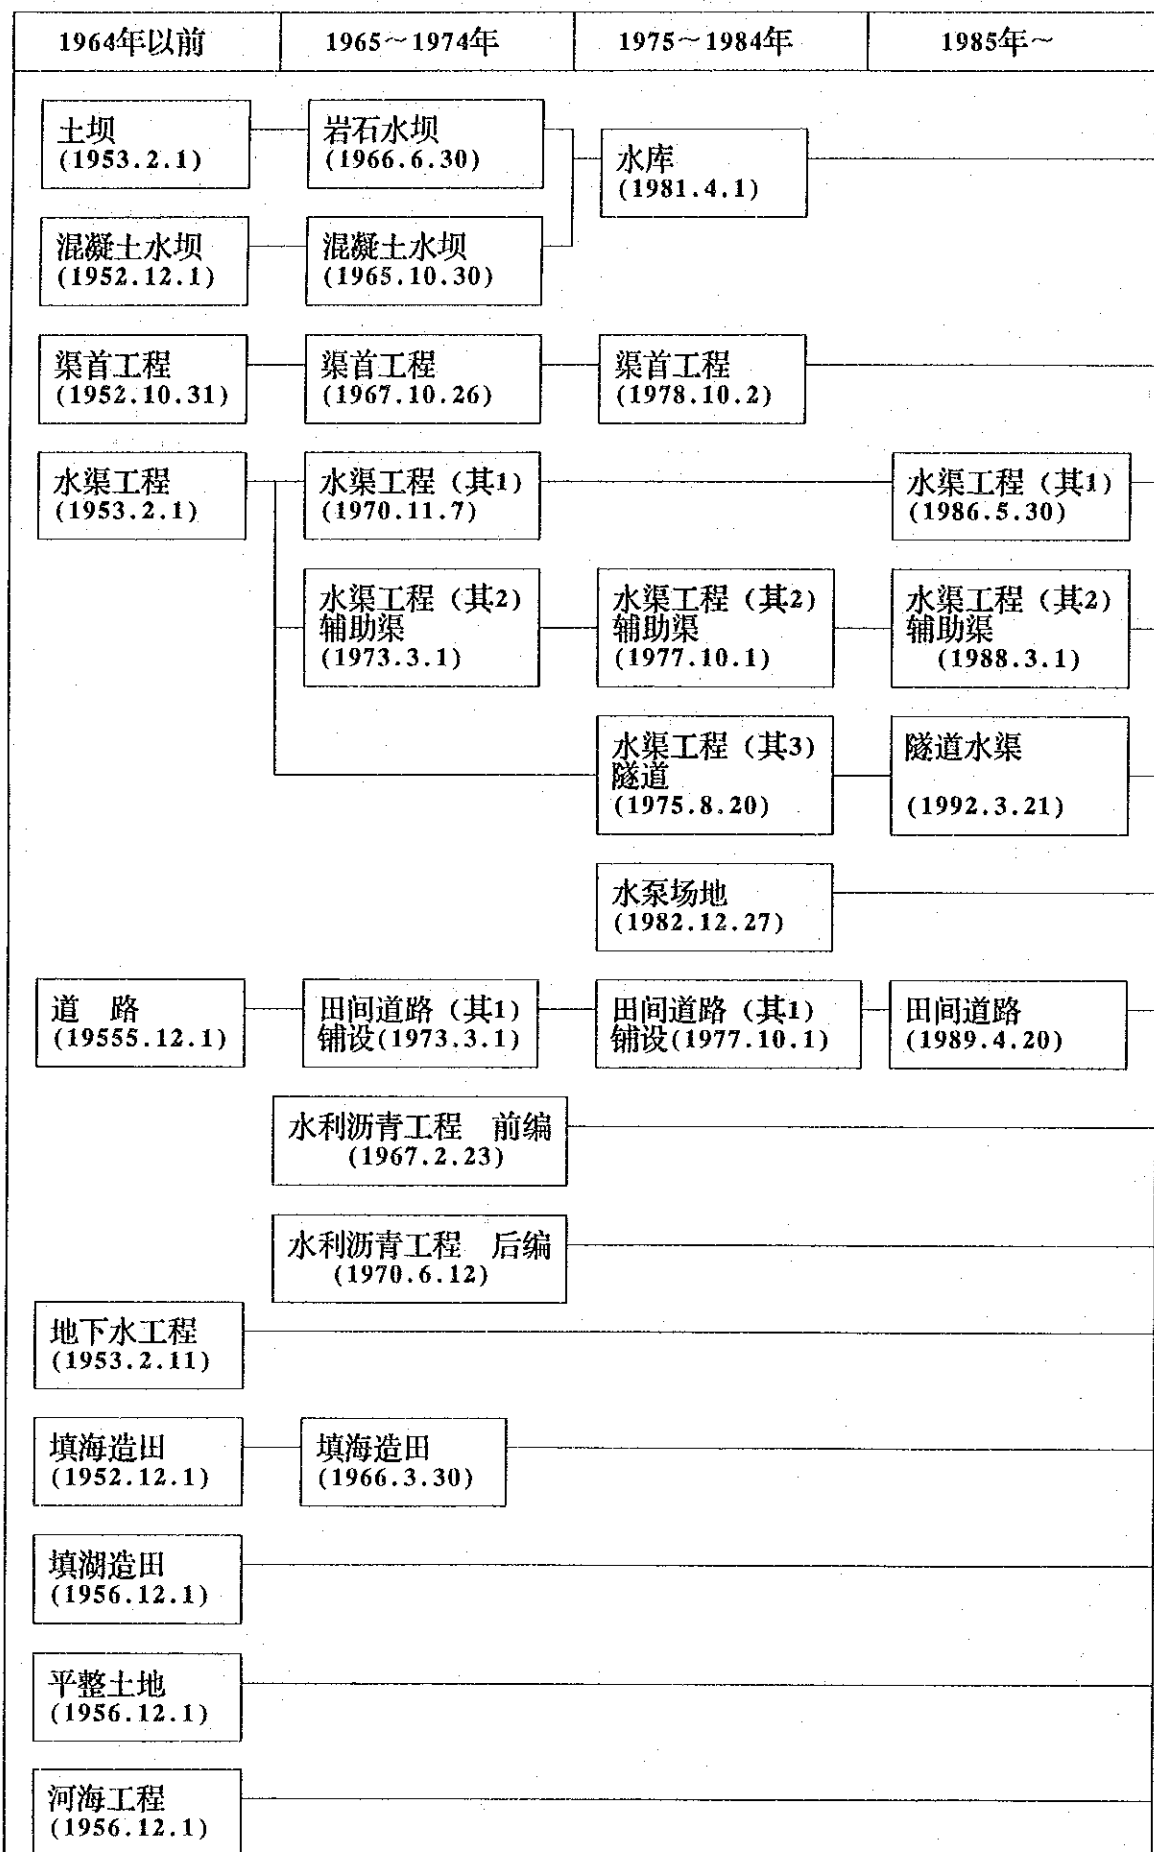 1964年以前
1965～1974年
1975～1984年
1985年～
土坝
(1953.2.1)
岩石水坝
(1966.6.30)
水库
(1981.4.1)
混凝土水坝
(1952.12.1)
混凝土水坝
(1965.10.30)
渠首工程
(1952.10.31)
渠首工程
(1967.10.26)
渠首工程
(1978.10.2)
水渠工程
(1953.2.1)
水渠工程（其1）
(1970.11.7)
水渠工程（其1）
(1986.5.30)
水渠工程（其2）
辅助渠
(1973.3.1)
水渠工程（其2）
辅助渠
(1977.10.1)
水渠工程（其2）
辅助渠
(1988.3.1)
水渠工程（其3）
隧道
(1975.8.20)
隧道水渠
(1992.3.21)
水泵场地
(1982.12.27)
道　路
(19555.12.1)
田间道路（其1）
铺设(1973.3.1)
田间道路（其1）
铺设(1977.10.1)
田间道路
(1989.4.20)
水利沥青工程　前编
(1967.2.23)
水利沥青工程　后编
(1970.6.12)
地下水工程
(1953.2.11)
填海造田
(1952.12.1)
填海造田
(1966.3.30)
填湖造田
(1956.12.1)
平整土地
(1956.12.1)
河海工程
(1956.12.1)